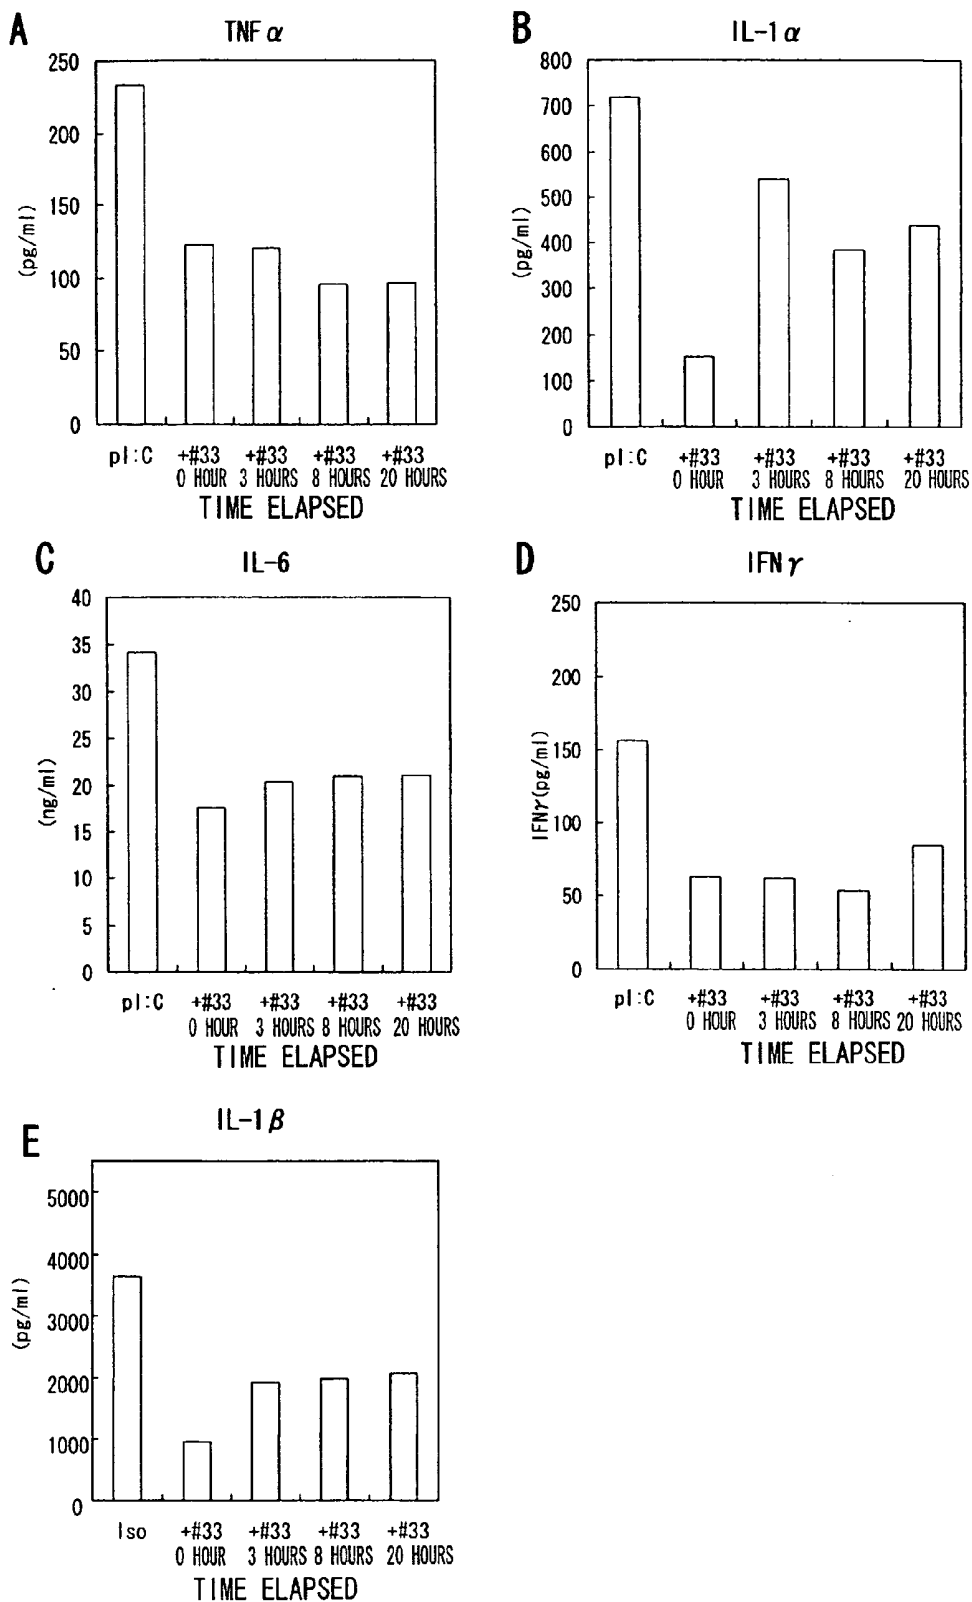 A
TNF α
250
200
150
100
50
0
(pg/ml)
pI:C
+#33
0 HOUR
+#33
3 HOURS
+#33
8 HOURS
+#33
20 HOURS
TIME ELAPSED
B
IL-1 α
800
700
600
500
400
300
200
100
0
(pg/ml)
pI:C
+#33
0 HOUR
+#33
3 HOURS
+#33
8 HOURS
+#33
20 HOURS
TIME ELAPSED
C
IL-6
40
35
30
25
20
15
10
5
0
(ng/ml)
pI:C
+#33
0 HOUR
+#33
3 HOURS
+#33
8 HOURS
+#33
20 HOURS
TIME ELAPSED
D
IFN γ
250
200
150
100
50
0
IFNγ(pg/ml)
pI:C
+#33
0 HOUR
+#33
3 HOURS
+#33
8 HOURS
+#33
20 HOURS
TIME ELAPSED
E
IL-1 β
5000
4000
3000
2000
1000
0
(pg/ml)
Iso
+#33
0 HOUR
+#33
3 HOURS
+#33
8 HOURS
+#33
20 HOURS
TIME ELAPSED